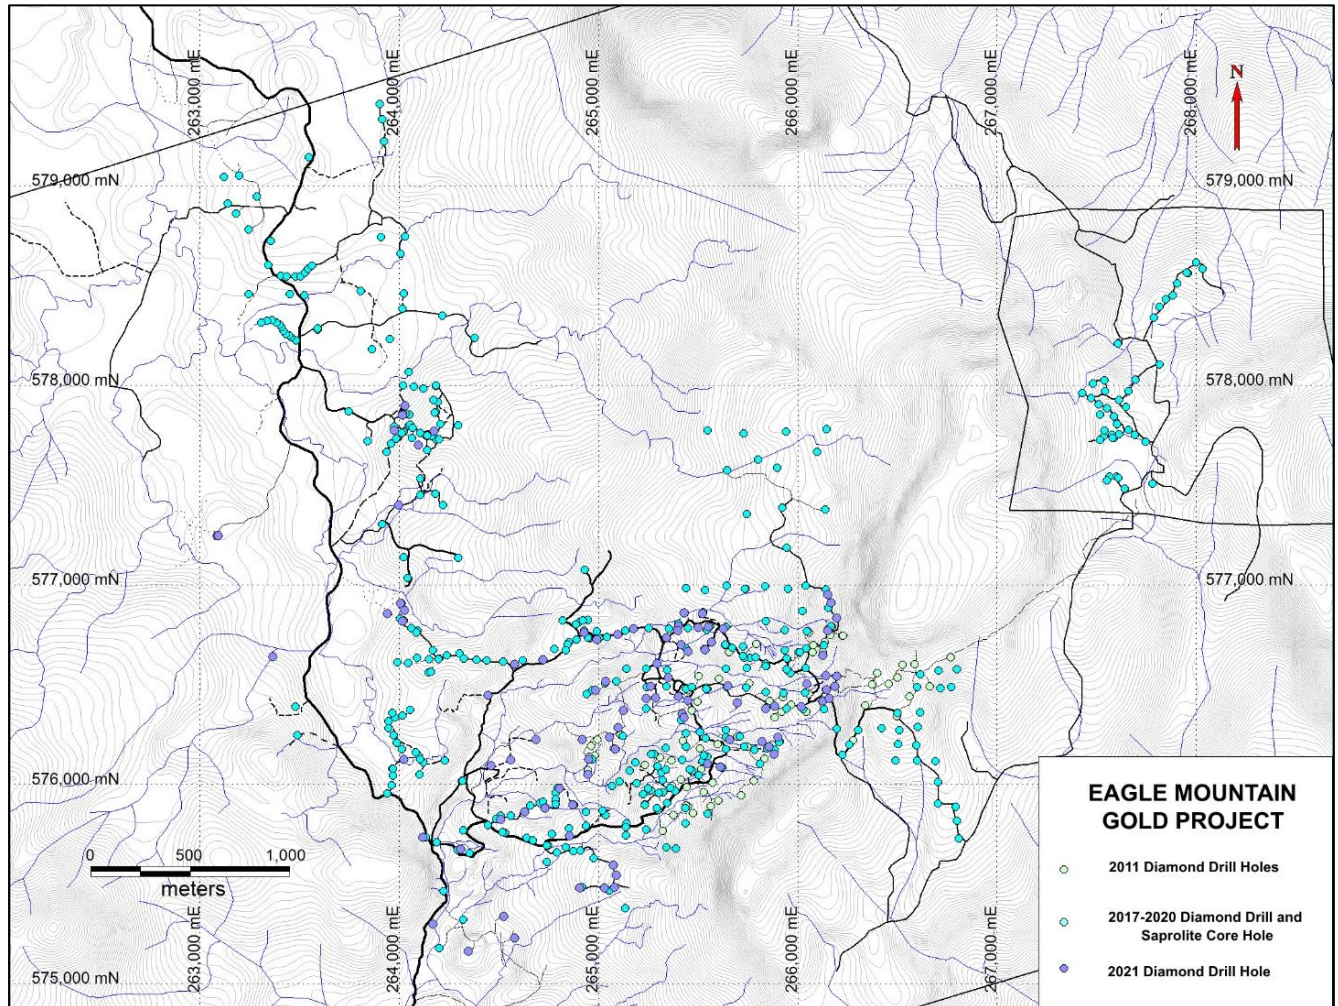 263,000 mE
264,000 mE
265,000 mE
266,000 mE
267,000 mE
268,000 mE
N
579,000 mN
579,000 mN
578,000 mN
578,000 mN
577,000 mN
577,000 mN
576,000 mN
575,000 mN
0 500 1,000
meters
263,000 mE
264,000 mE
265,000 mE
266,000 mE
267,000 mE
EAGLE MOUNTAIN
GOLD PROJECT
2011 Diamond Drill Holes
2017-2020 Diamond Drill and
Saprolite Core Hole
2021 Diamond Drill Hole